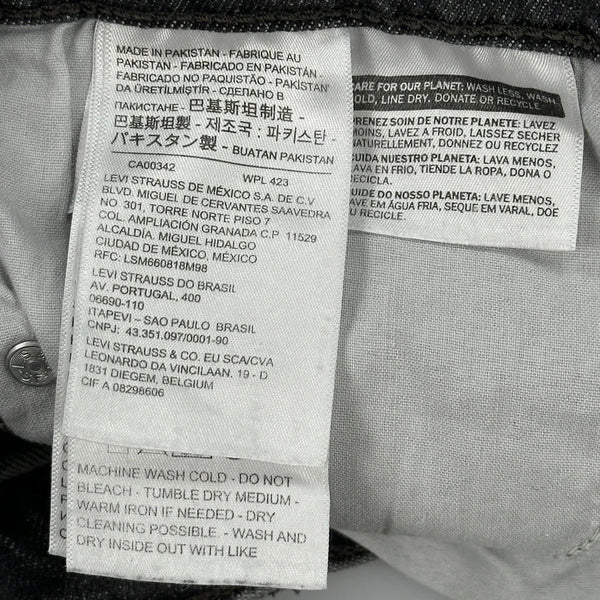 MADE IN PAKISTAN - FABRIQUE AU
PAKISTAN - FABRICADO EN PAKISTÁN -
FABRICADO NO PAQUISTÃO - PAKİSTAN'
DA ÜRETİLMİŞTİR - СДЕЛАНО В
ПАКИСТАНЕ - 巴基斯坦制造 -
巴基斯坦製 - 제조국 : 파키스탄 -
パキスタン製 - BUATAN PAKISTAN
CA00342 WPL 423
LEVI STRAUSS DE MÉXICO S.A. DE C.V
BLVD. MIGUEL DE CERVANTES SAAVEDRA
NO 301, TORRE NORTE PISO 7
COL. AMPLIACIÓN GRANADA C.P 11529
ALCALDÍA. MIGUEL HIDALGO
CIUDAD DE MÉXICO, MÉXICO
RFC: LSM660818M98
LEVI STRAUSS DO BRASIL
AV. PORTUGAL, 400
06690-110
ITAPEVI – SAO PAULO BRASIL
CNPJ: 43.351.097/0001-90
LEVI STRAUSS & CO. EU SCA/CVA
LEONARDO DA VINCILAAN. 19 - D
1831 DIEGEM, BELGIUM
CIF A 08298606
MACHINE WASH COLD - DO NOT
BLEACH - TUMBLE DRY MEDIUM -
WARM IRON IF NEEDED - DRY
CLEANING POSSIBLE - WASH AND
DRY INSIDE OUT WITH LIKE
CARE FOR OUR PLANET: WASH LESS, WASH
COLD, LINE DRY, DONATE OR RECYCLE
PRENEZ SOIN DE NOTRE PLANETE: LAVEZ
MOINS, LAVEZ A FROID, LAISSEZ SECHER
NATURELLEMENT, DONNEZ OU RECYCLEZ
CUIDA NUESTRO PLANETA: LAVA MENOS,
EN FRIO, TIENDE LA ROPA, DONA O
RECICLA
CUIDE DO NOSSO PLANETA: LAVE MENOS,
LAVE EM ÁGUA FRIA, SEQUE EM VARAL, DOE
OU RECICLE